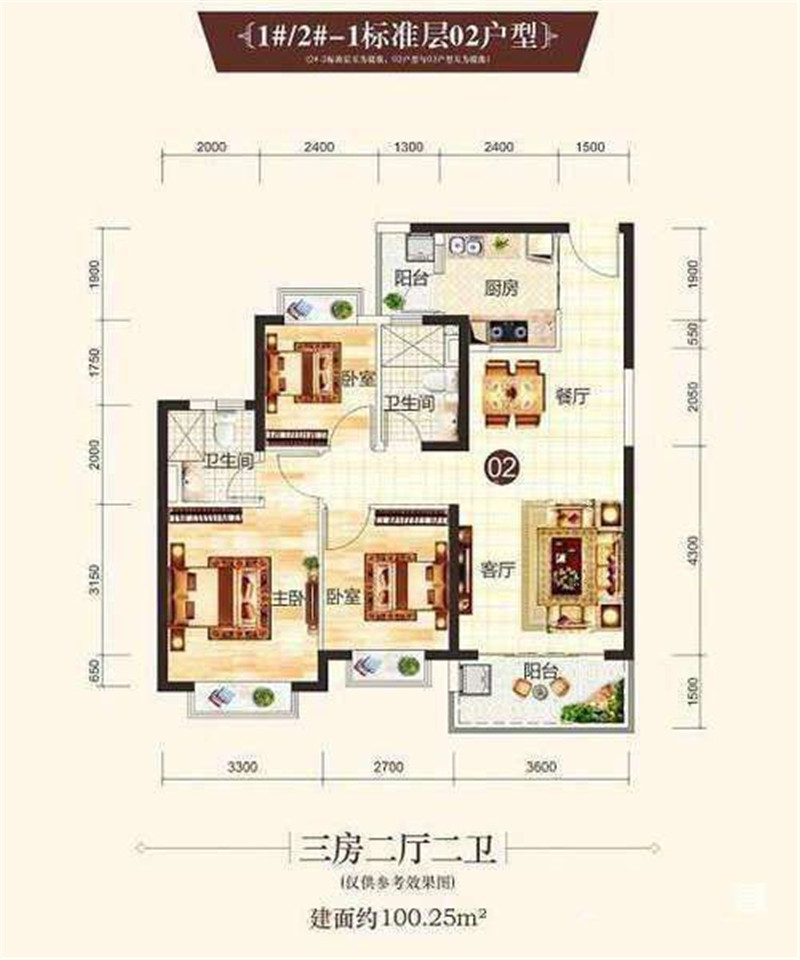 1#/2#-1标准层02户型
2000 2400 1300 2400 1500
1900
1750
2000
3150
650
1900
550
2050
4300
1500
阳台
厨房
卧室
卫生间
餐厅
卫生间
02
客厅
主卧
卧室
阳台
3300 2700 3600
三房二厅二卫
(仅供参考效果图)
建面约100.25m²